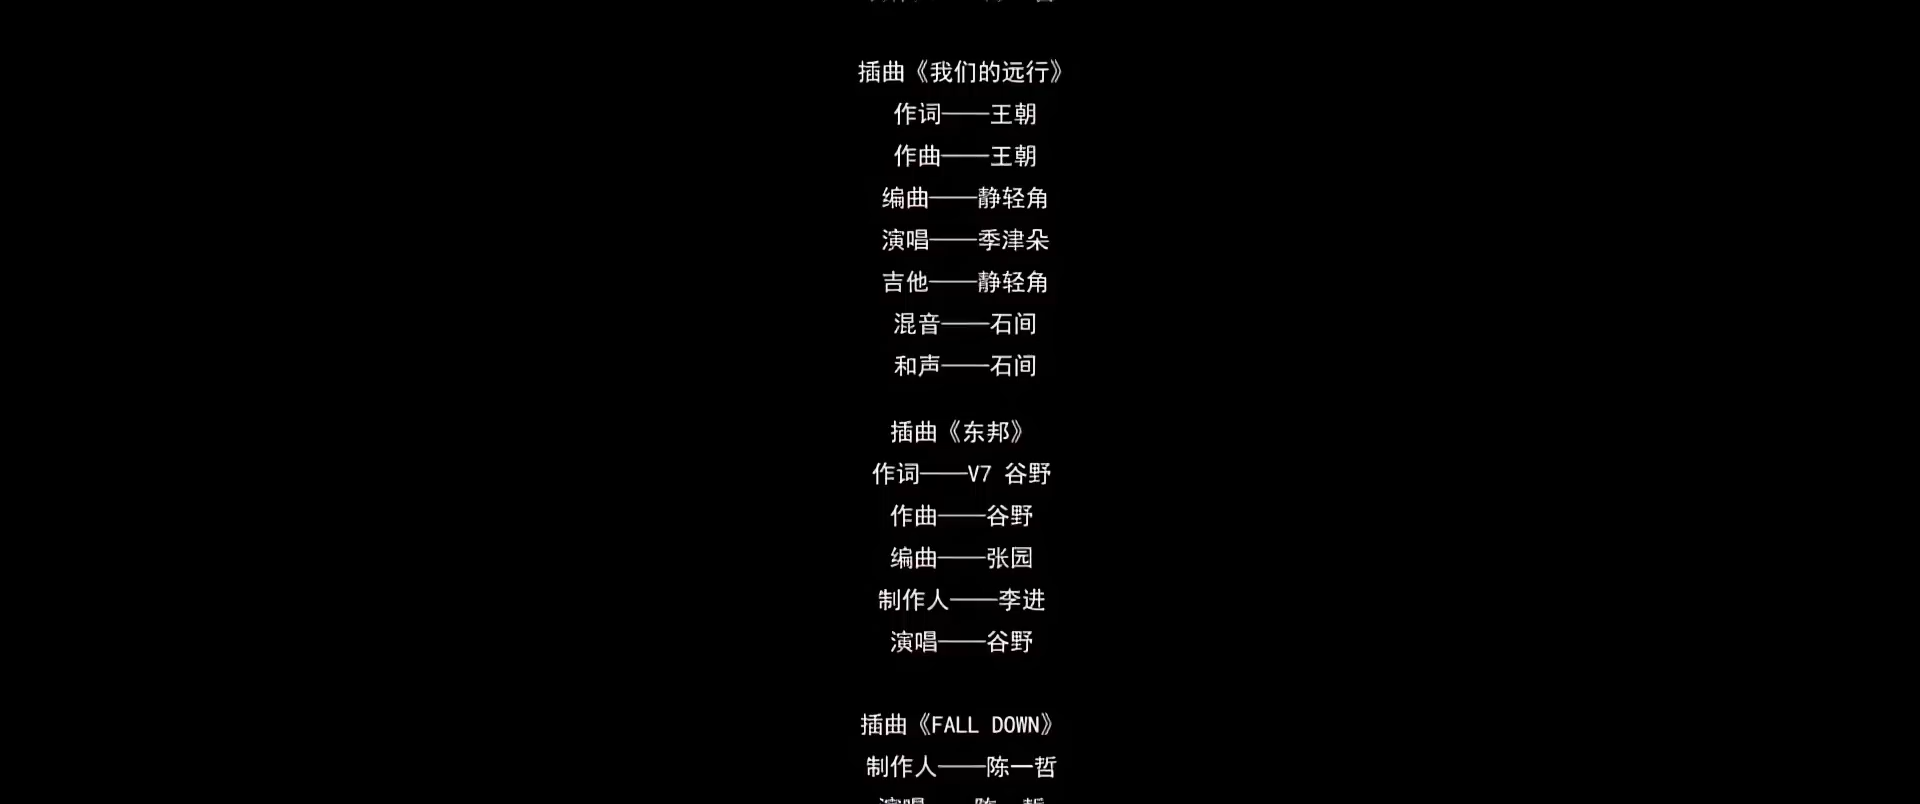 插曲《我们的远行》
作词——王朝
作曲——王朝
编曲——静轻角
演唱——季津朵
吉他——静轻角
混音——石间
和声——石间
插曲《东邦》
作词——V7 谷野
作曲——谷野
编曲——张园
制作人——李进
演唱——谷野
插曲《FALL DOWN》
制作人——陈一哲